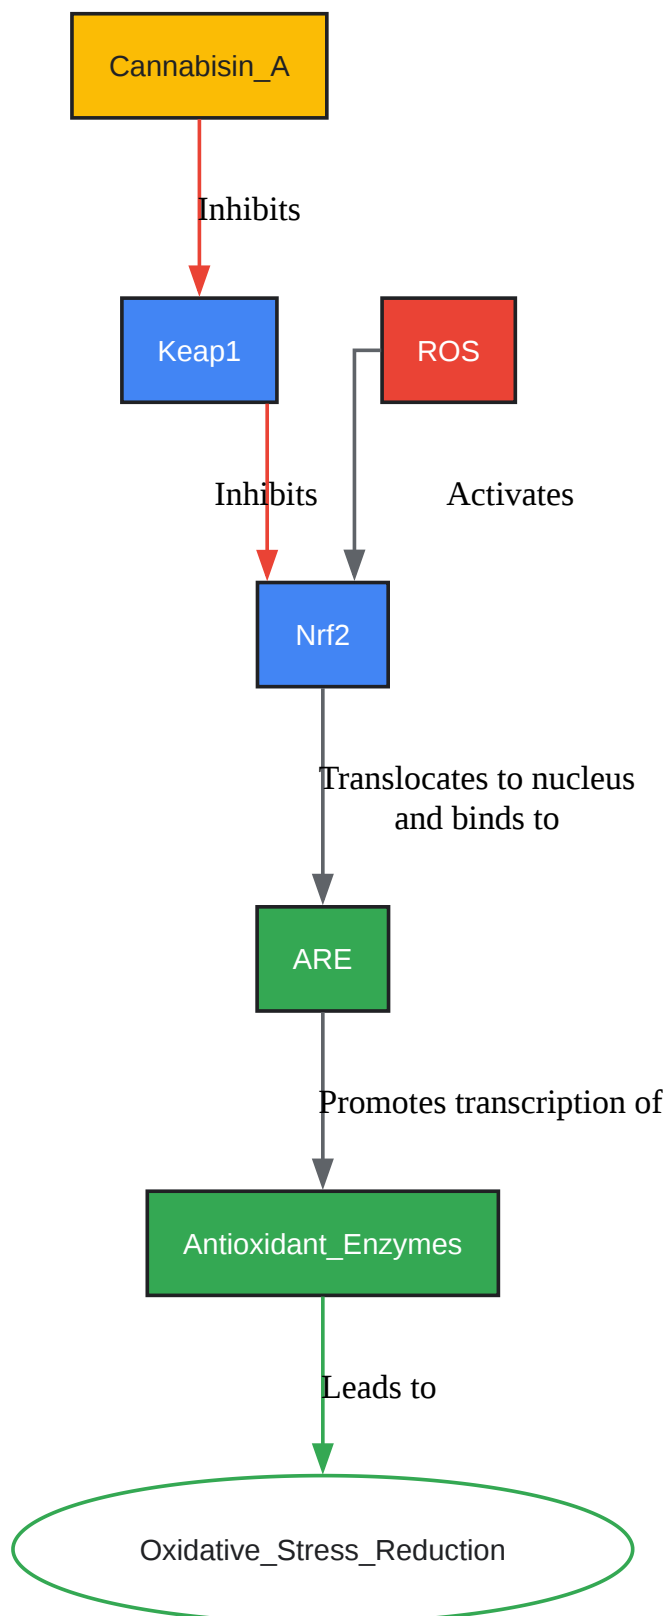 Cannabisin_A
Inhibits
Keap1
ROS
Inhibits
Activates
Nrf2
Translocates to nucleus
and binds to
ARE
Promotes transcription of
Antioxidant_Enzymes
Leads to
Oxidative_Stress_Reduction